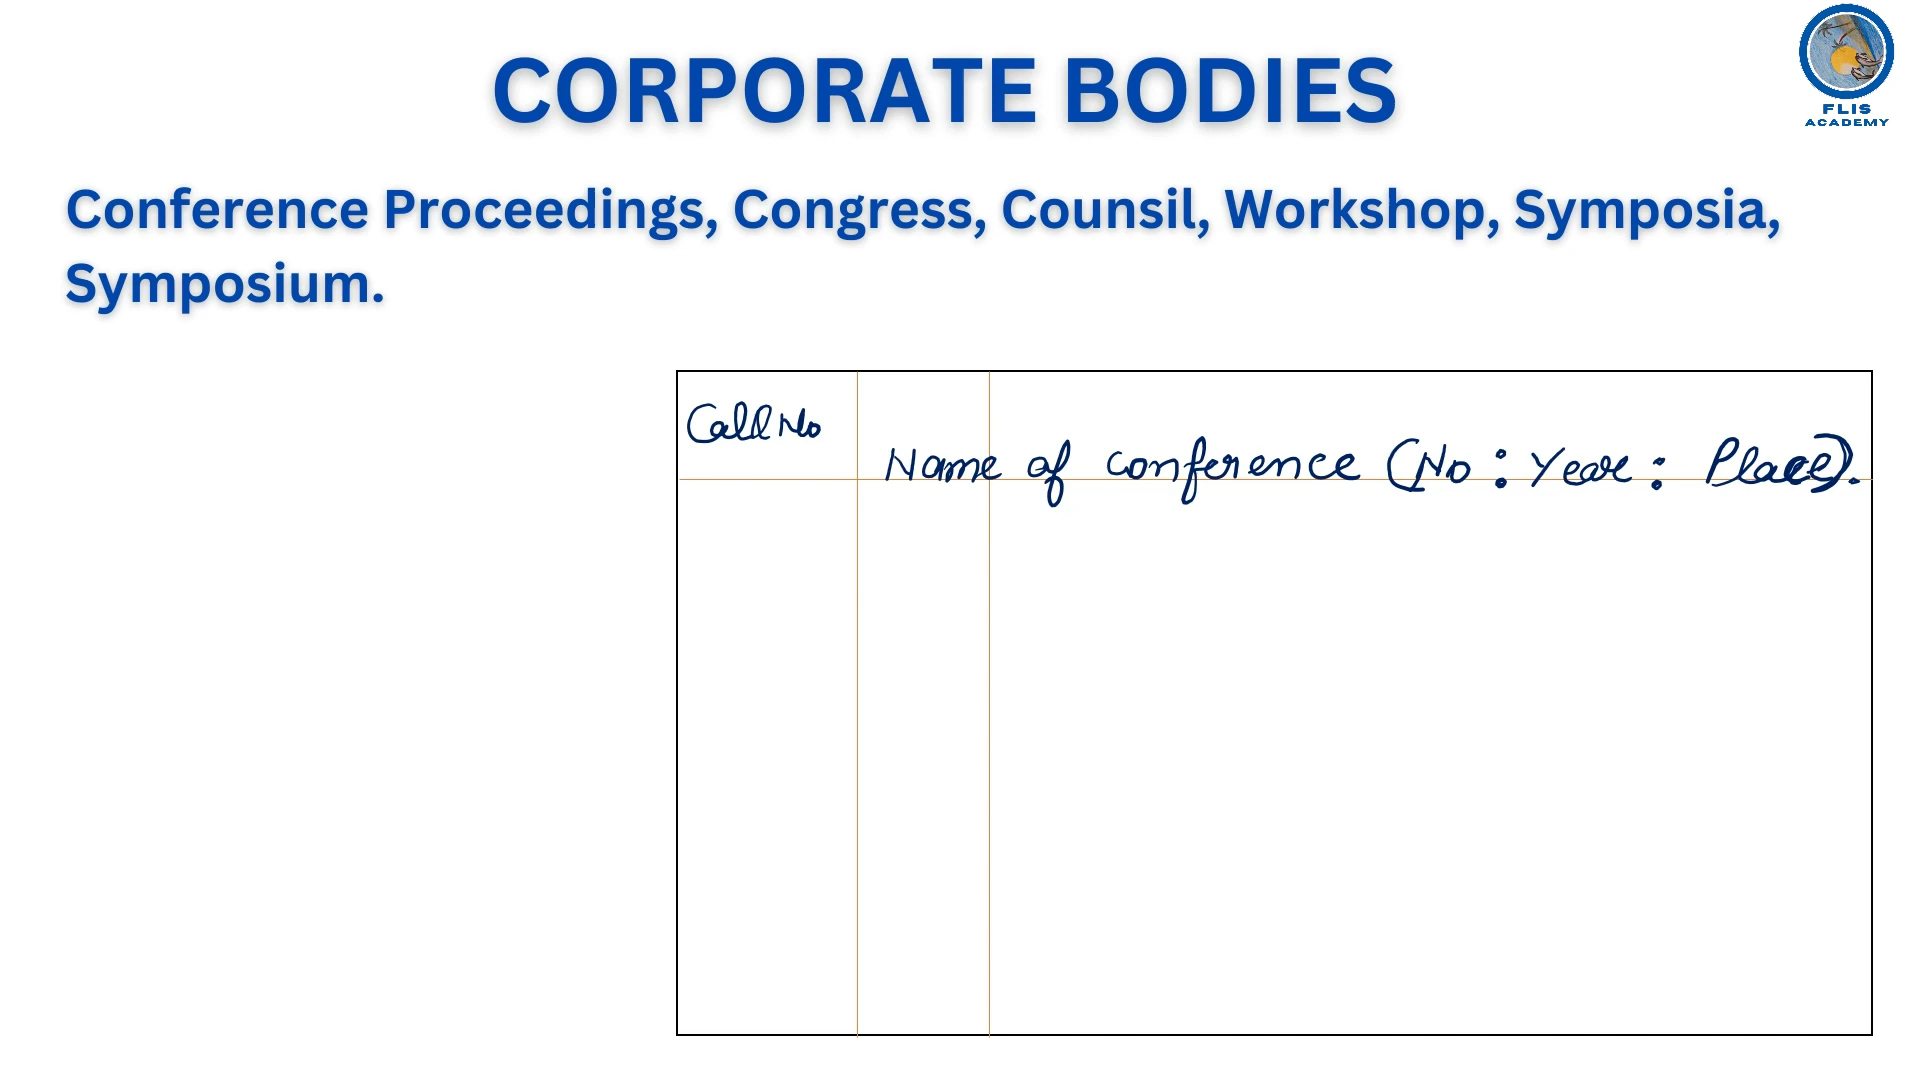 CORPORATE BODIES
FLIS
ACADEMY
Conference Proceedings, Congress, Counsil, Workshop, Symposia,
Symposium.
Call No
Name of conference (No : Year : Place).